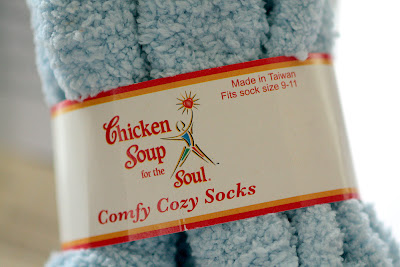 Made in Taiwan
Fits sock size 9-11
Chicken
Soup
for the
Soul
Comfy Cozy Socks